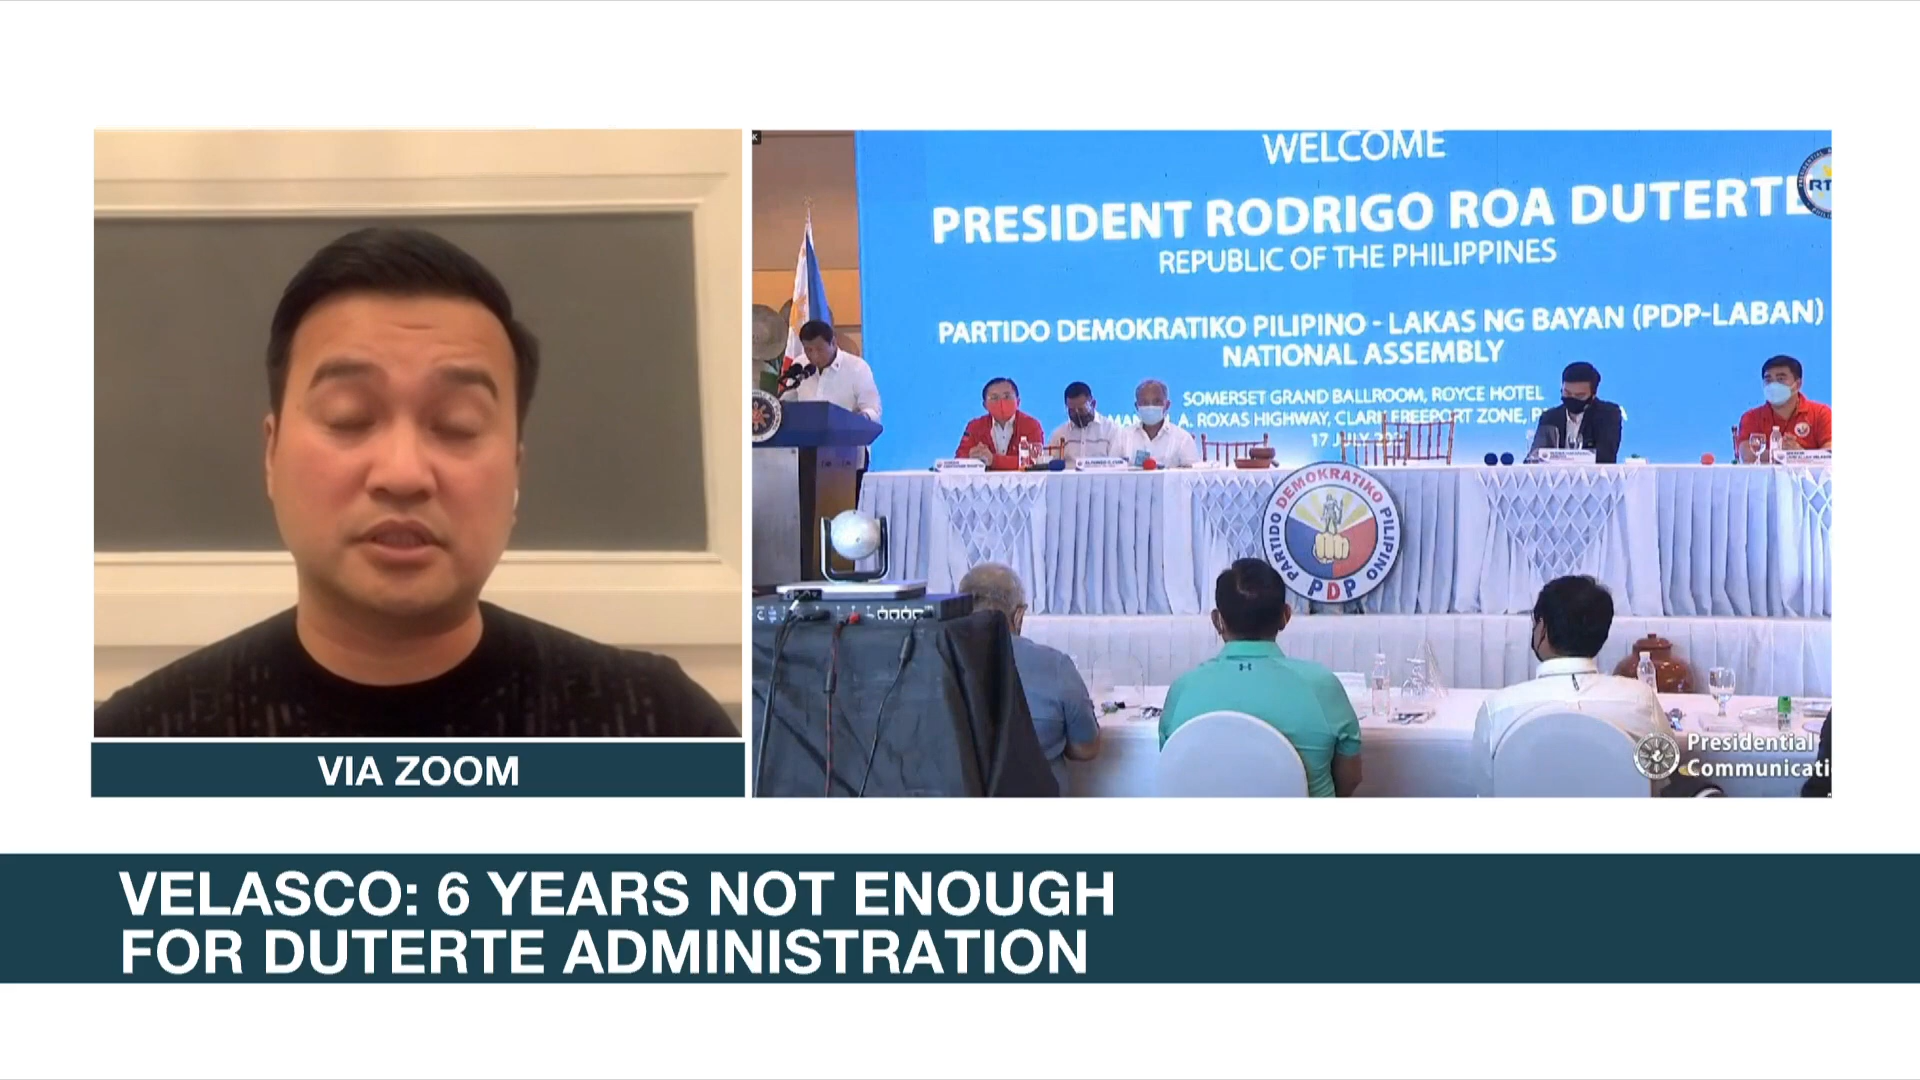 WELCOME
PRESIDENT RODRIGO ROA DUTERTE
REPUBLIC OF THE PHILIPPINES
PARTIDO DEMOKRATIKO PILIPINO - LAKAS NG BAYAN (PDP-LABAN)
NATIONAL ASSEMBLY
SOMERSET GRAND BALLROOM, ROYCE HOTEL
A. ROXAS HIGHWAY, CLARK FREEPORT ZONE,
17 JULY
RT
PARTIDO DEMOKRATIKO PILIPINO
PDP
Presidential
Communicati
VIA ZOOM
VELASCO: 6 YEARS NOT ENOUGH
FOR DUTERTE ADMINISTRATION